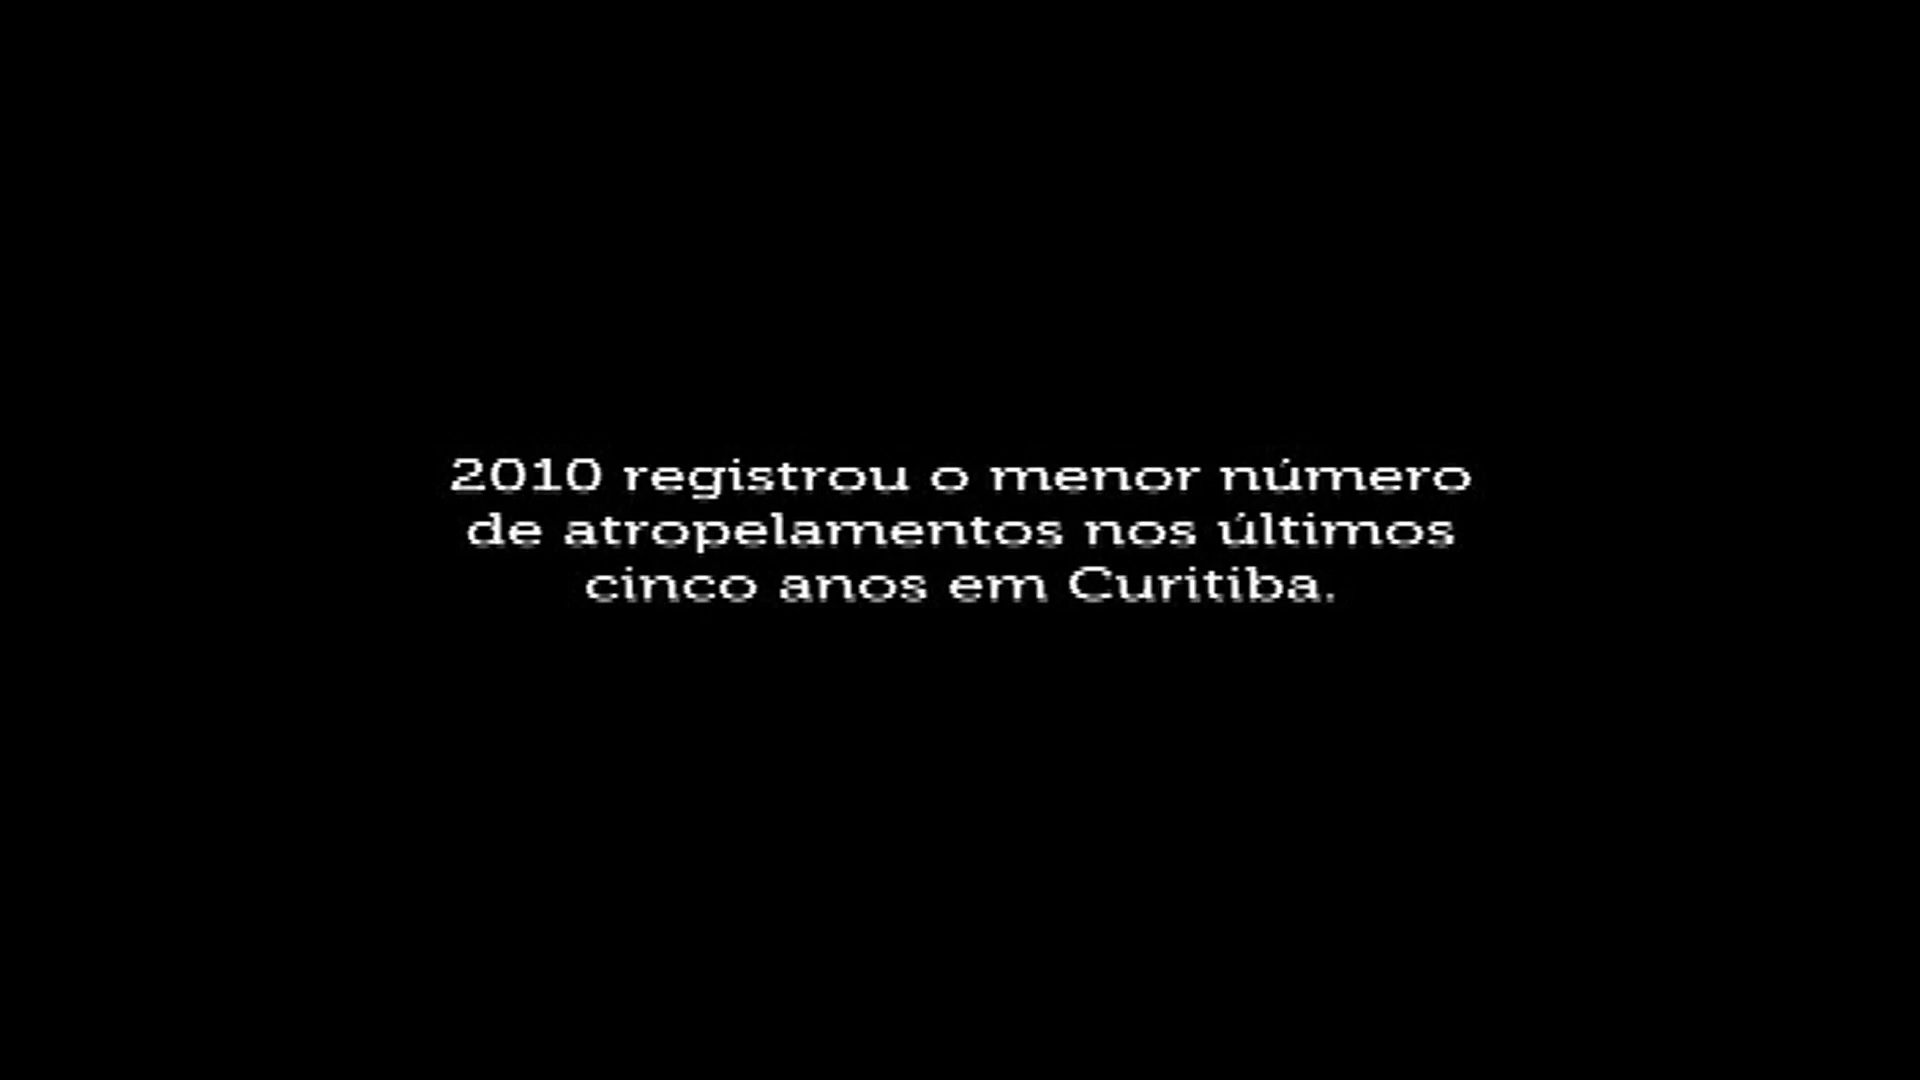 2010 registrou o menor número
de atropelamentos nos últimos
cinco anos em Curitiba.